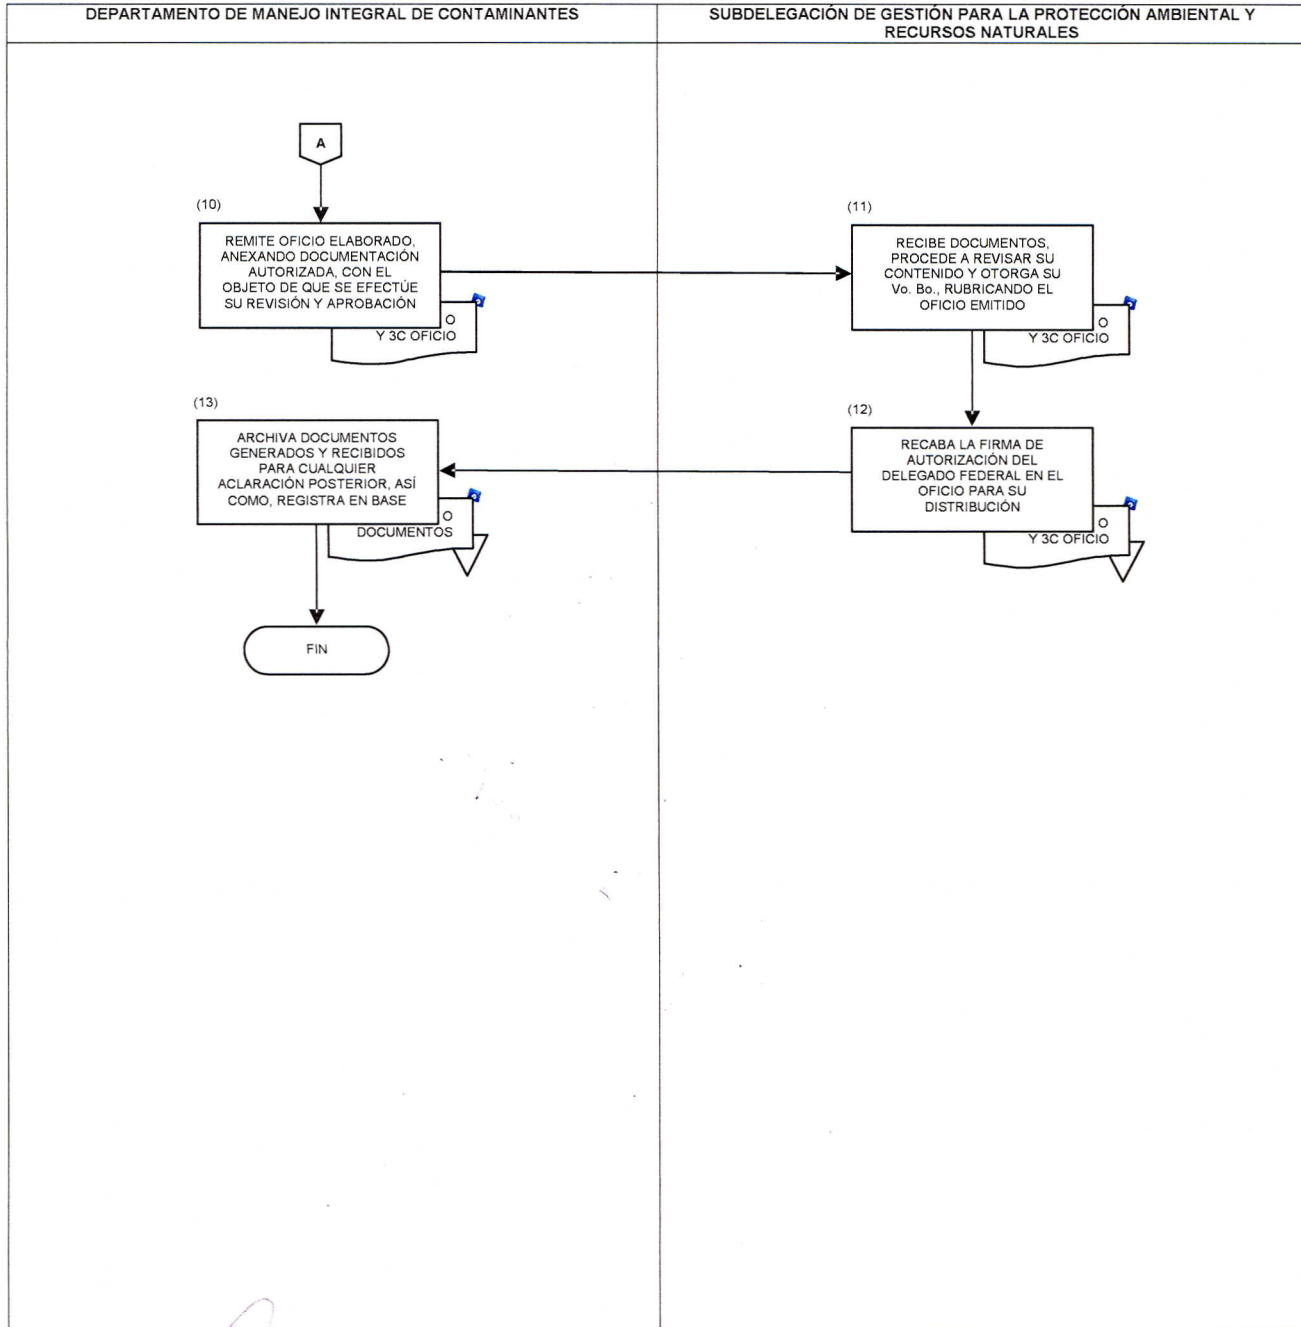 DEPARTAMENTO DE MANEJO INTEGRAL DE CONTAMINANTES
SUBDELEGACIÓN DE GESTIÓN PARA LA PROTECCIÓN AMBIENTAL Y
RECURSOS NATURALES
A
(10)
REMITE OFICIO ELABORADO,
ANEXANDO DOCUMENTACIÓN
AUTORIZADA, CON EL
OBJETO DE QUE SE EFECTÚE
SU REVISIÓN Y APROBACIÓN
O
Y 3C OFICIO
(11)
RECIBE DOCUMENTOS,
PROCEDE A REVISAR SU
CONTENIDO Y OTORGA SU
Vo. Bo., RUBRICANDO EL
OFICIO EMITIDO
O
Y 3C OFICIO
(12)
RECABA LA FIRMA DE
AUTORIZACIÓN DEL
DELEGADO FEDERAL EN EL
OFICIO PARA SU
DISTRIBUCIÓN
O
Y 3C OFICIO
(13)
ARCHIVA DOCUMENTOS
GENERADOS Y RECIBIDOS
PARA CUALQUIER
ACLARACIÓN POSTERIOR, ASÍ
COMO, REGISTRA EN BASE
O
DOCUMENTOS
FIN